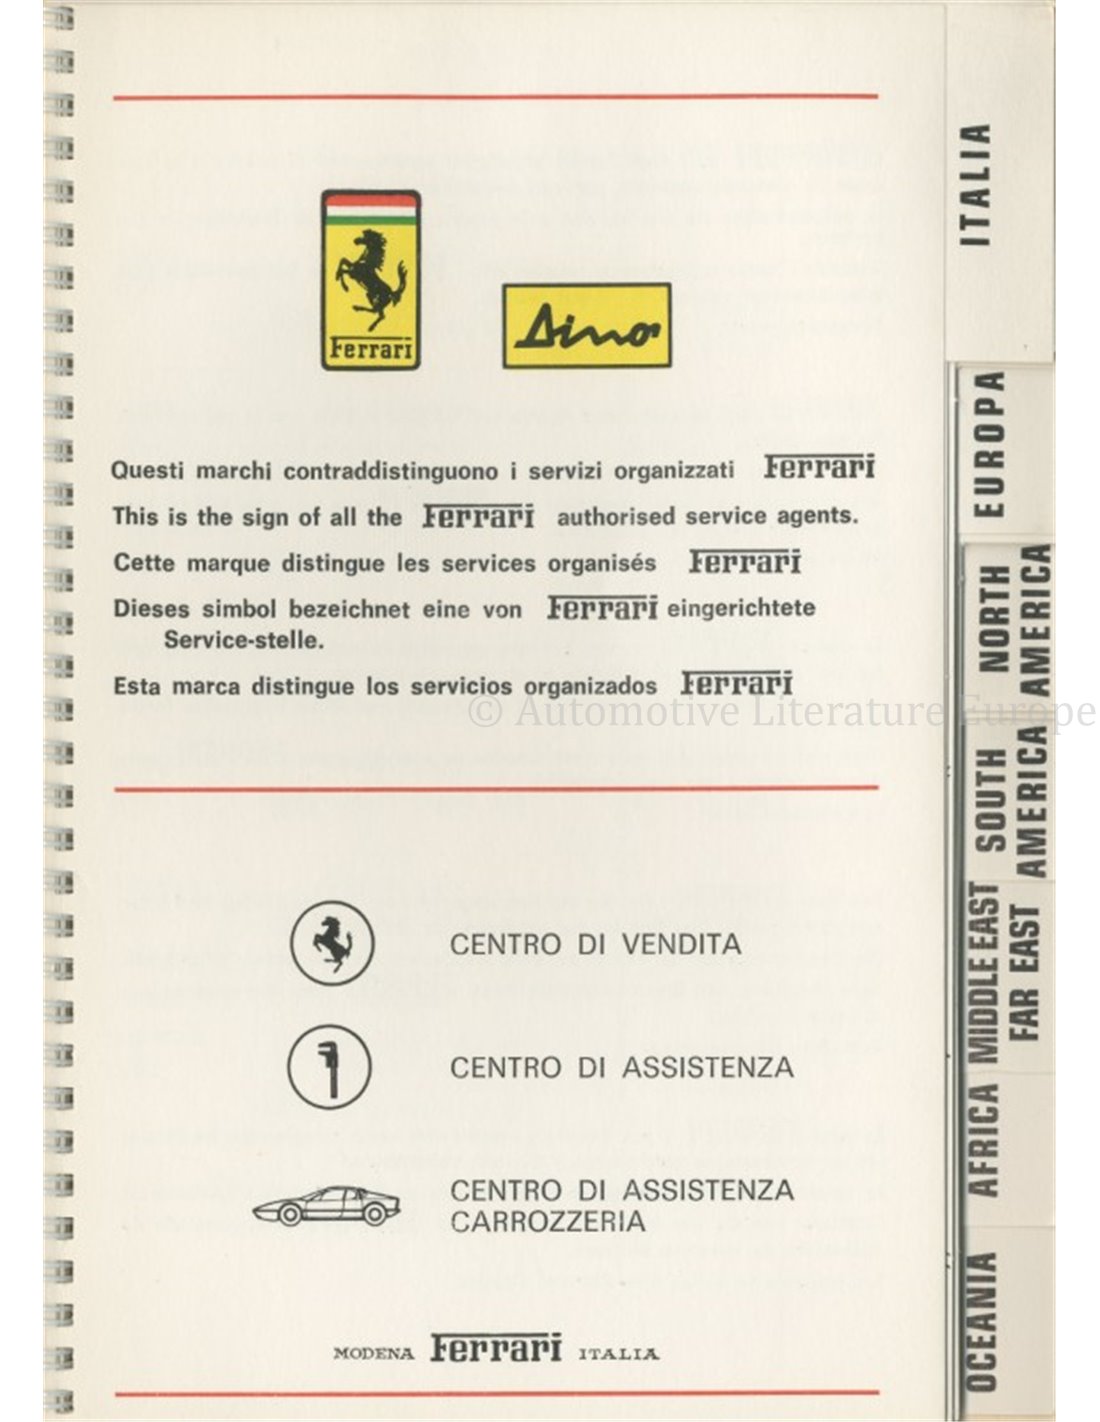 Ferrari
Dino
Questi marchi contraddistinguono i servizi organizzati Ferrari
This is the sign of all the Ferrari authorised service agents.
Cette marque distingue les services organisés Ferrari
Dieses simbol bezeichnet eine von Ferrari eingerichtete
Service-stelle.
Esta marca distingue los servicios organizados Ferrari
© Automotive Literature Europe
CENTRO DI VENDITA
CENTRO DI ASSISTENZA
CENTRO DI ASSISTENZA
CARROZZERIA
MODENA Ferrari ITALIA
ITALIA
EUROPA
NORTH
AMERICA
SOUTH
AMERICA
MIDDLE EAST
FAR EAST
AFRICA
OCEANIA